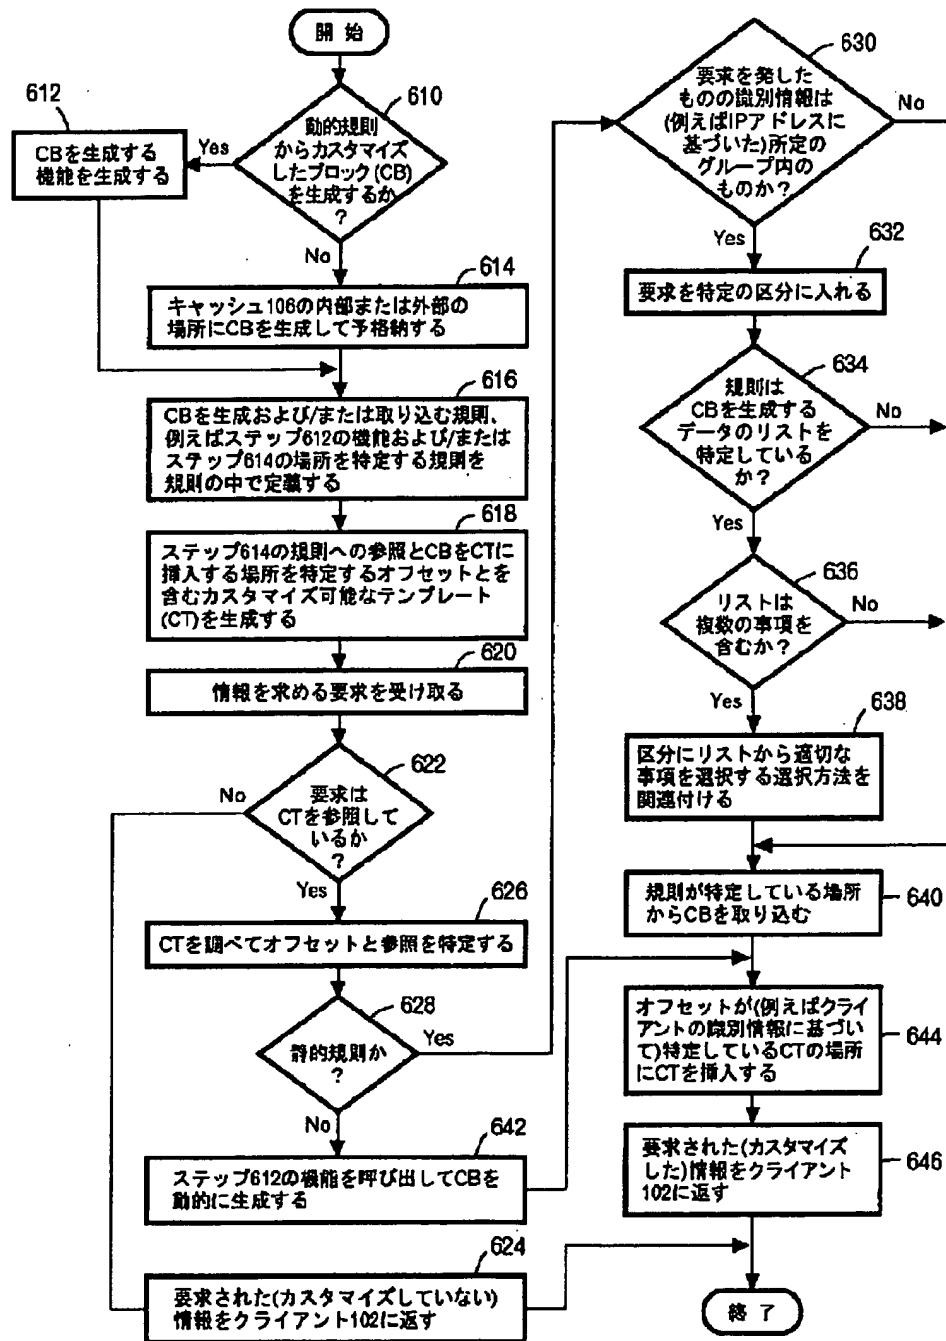 開始
610
動的規則
からカスタマイズ
したブロック(CB)
を生成するか
?
Yes
No
612
CBを生成する
機能を生成する
614
キャッシュ106の内部または外部の
場所にCBを生成して予格納する
616
CBを生成および/または取り込む規則、
例えばステップ612の機能および/または
ステップ614の場所を特定する規則を
規則の中で定義する
618
ステップ614の規則への参照とCBをCTに
挿入する場所を特定するオフセットとを
含むカスタマイズ可能なテンプレート
(CT)を生成する
620
情報を求める要求を受け取る
622
要求は
CTを参照して
いるか
?
No
Yes
626
CTを調べてオフセットと参照を特定する
628
静的規則か
?
Yes
No
642
ステップ612の機能を呼び出してCBを
動的に生成する
624
要求された(カスタマイズしていない)
情報をクライアント102に返す
630
要求を発した
ものの識別情報は
(例えばIPアドレスに
基づいた)所定の
グループ内の
ものか?
No
Yes
632
要求を特定の区分に入れる
634
規則は
CBを生成する
データのリストを
特定している
か?
No
Yes
636
リストは
複数の事項を
含むか?
No
Yes
638
区分にリストから適切な
事項を選択する選択方法を
関連付ける
規則が特定している場所
からCBを取り込む
640
オフセットが(例えばクライ
アントの識別情報に基づい
て)特定しているCTの場所
にCTを挿入する
644
要求された(カスタマイズ
した)情報をクライアント
102に返す
646
終了